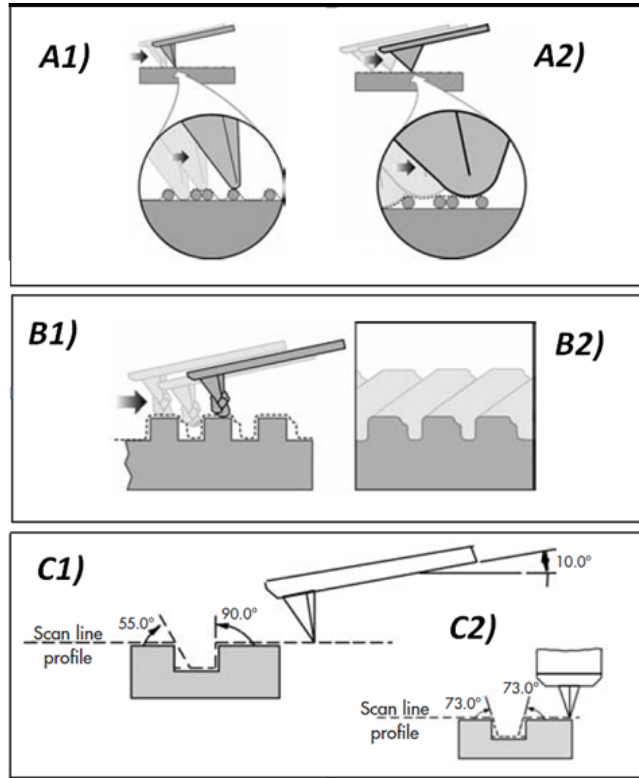 A1)
A2)
B1)
B2)
C1)
10.0°
55.0°
90.0°
C2)
Scan line
profile
73.0°
73.0°
Scan line
profile